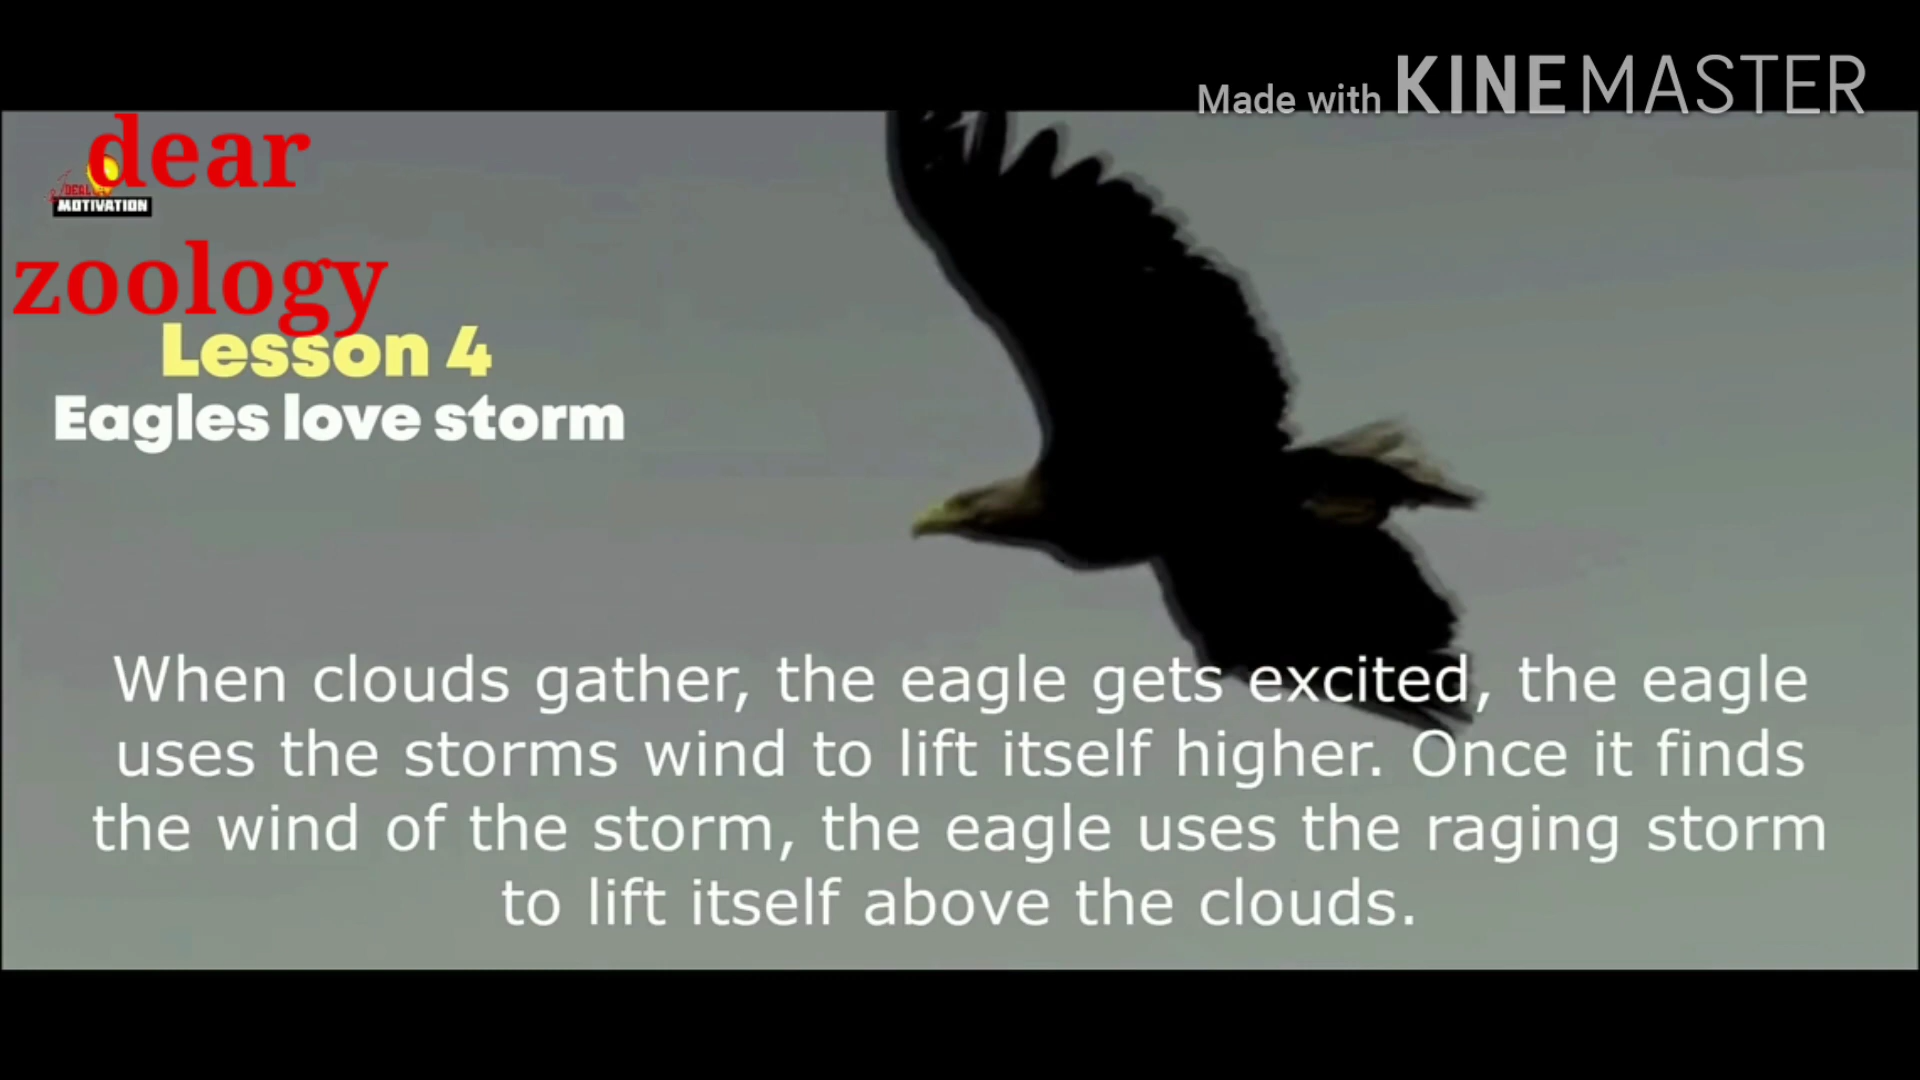 Made with KINEMASTER
dear
DEAL
MOTIVATION
zoology
Lesson 4
Eagles love storm
When clouds gather, the eagle gets excited, the eagle
uses the storms wind to lift itself higher. Once it finds
the wind of the storm, the eagle uses the raging storm
to lift itself above the clouds.